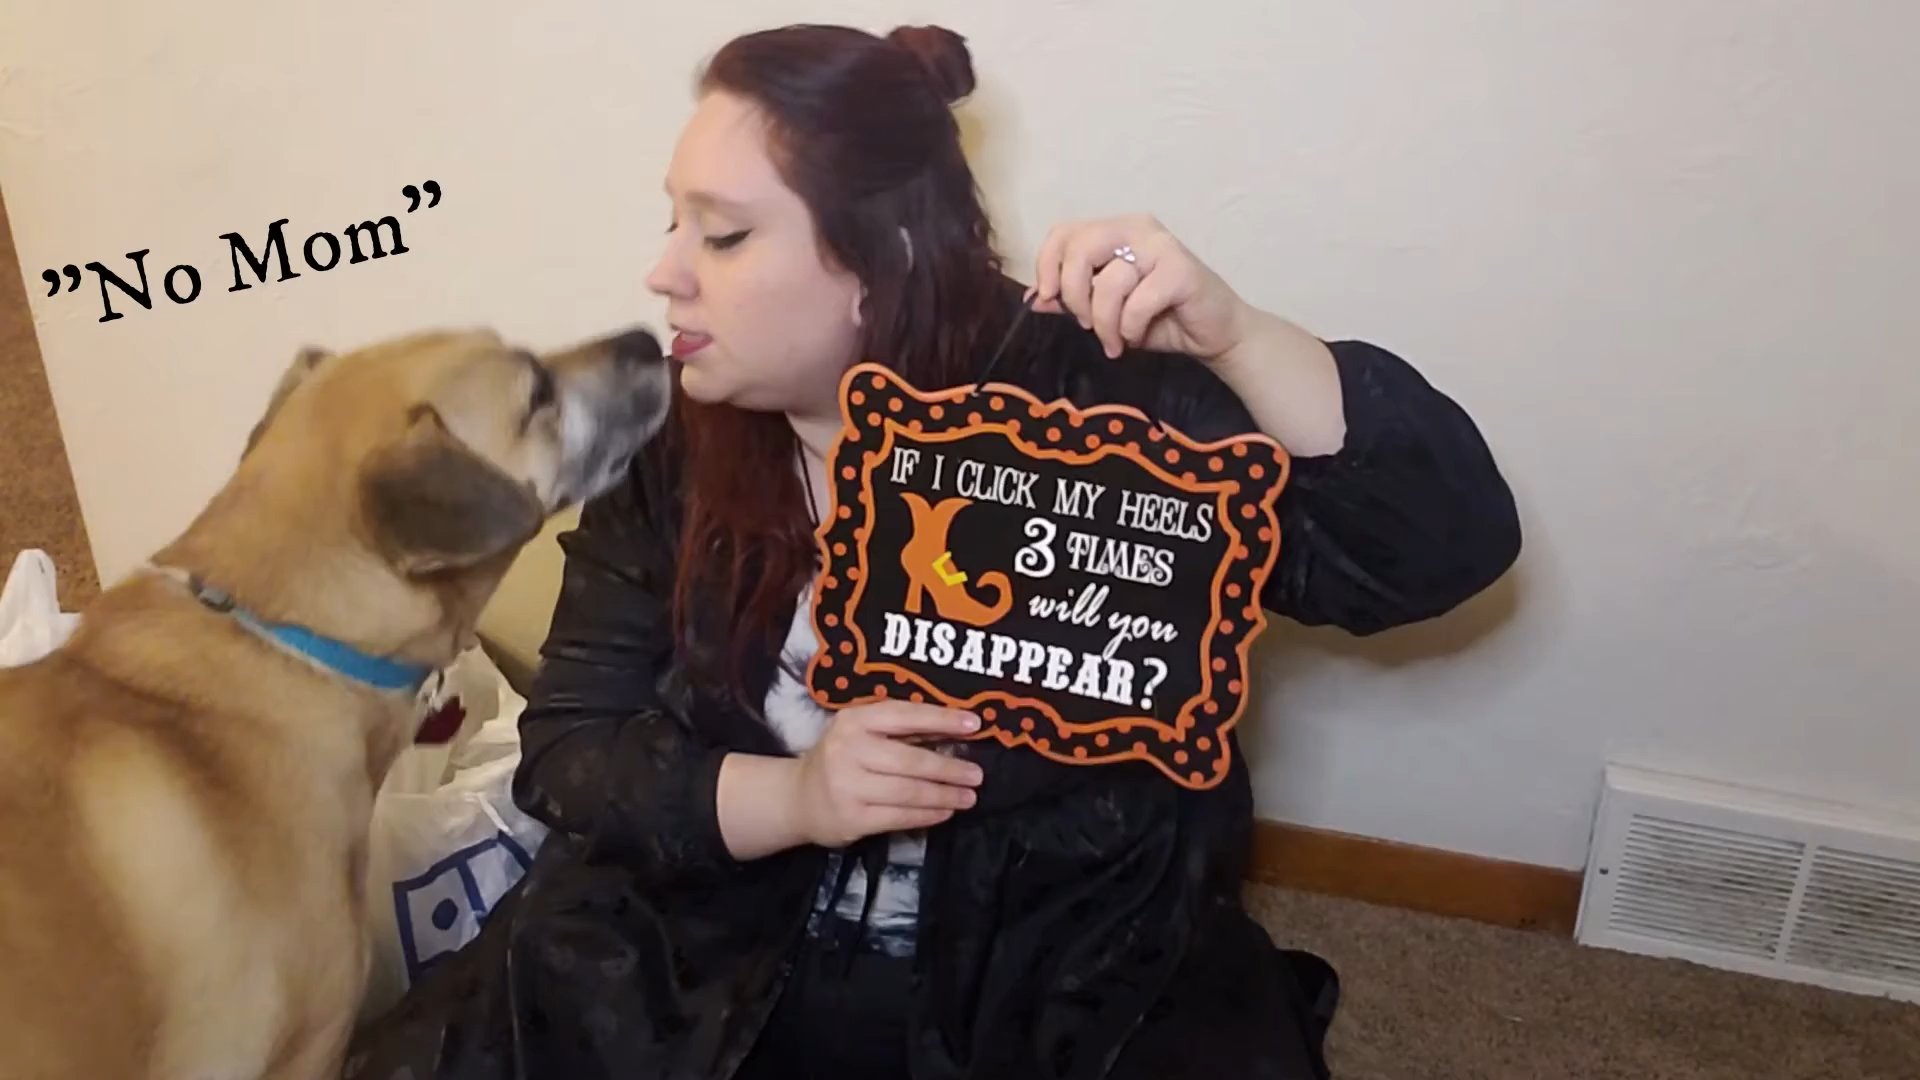 ”No Mom”
IF I CLICK MY HEELS
3 TIMES
will you
DISAPPEAR?